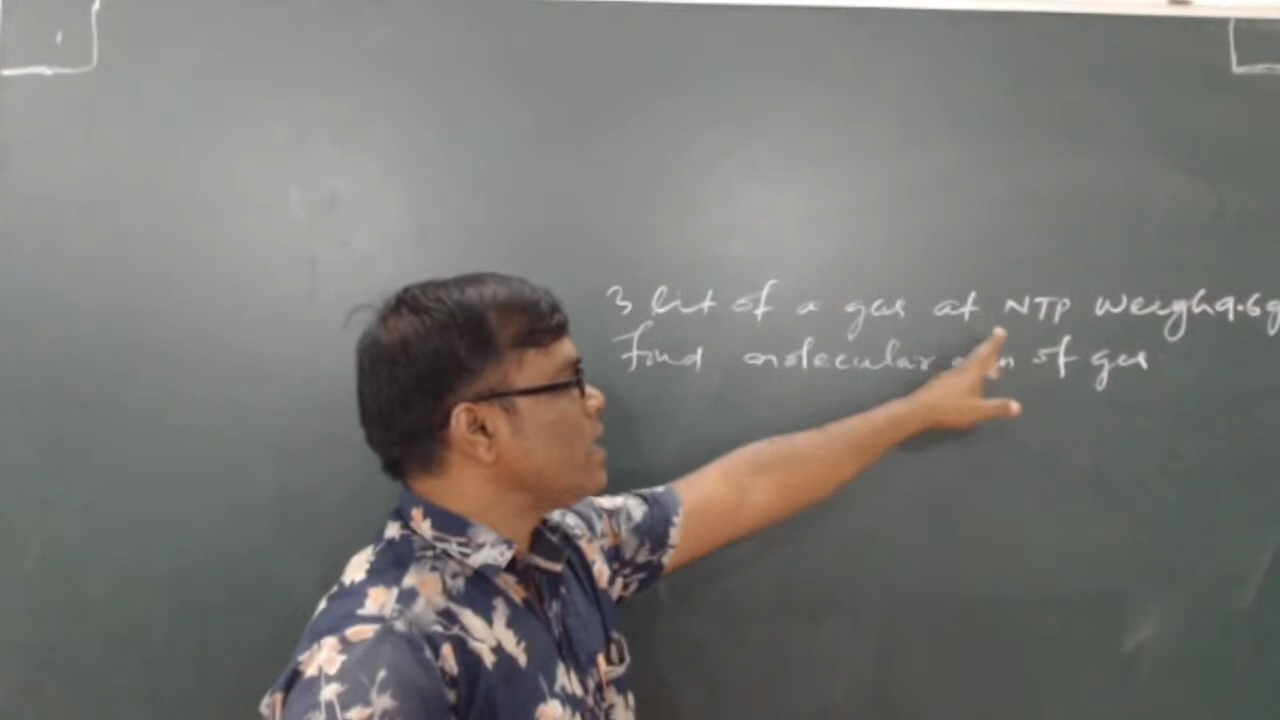 3 lit of a gas at NTP weigh 9.6g
Find molecular of gas